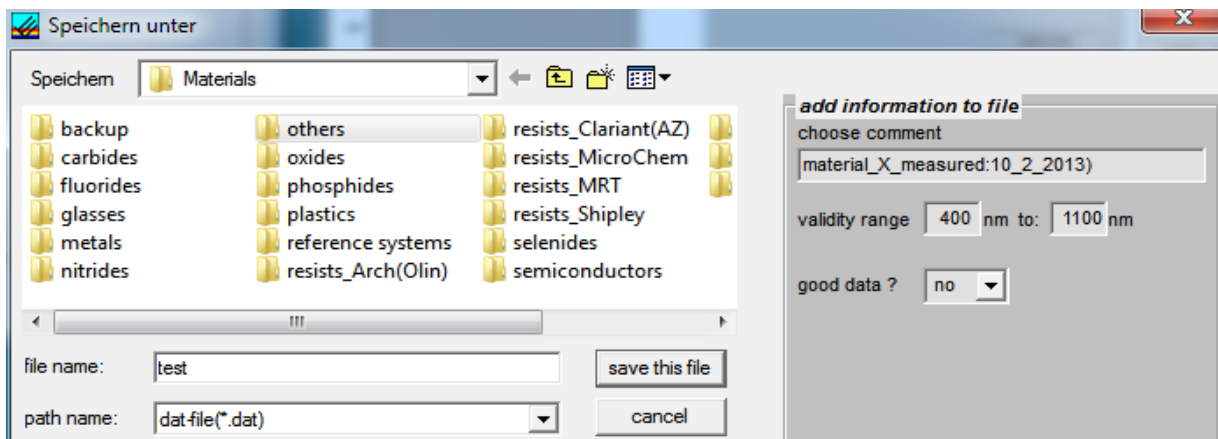 Speichern unter
Speichern
Materials
backup
carbides
fluorides
glasses
metals
nitrides
others
oxides
phosphides
plastics
reference systems
resists_Arch(Olin)
resists_Clariant(AZ)
resists_MicroChem
resists_MRT
resists_Shipley
selenides
semiconductors
file name:
test
save this file
path name:
dat-file(*.dat)
cancel
add information to file
choose comment
material_X_measured:10_2_2013)
validity range 400 nm to: 1100 nm
good data ? no